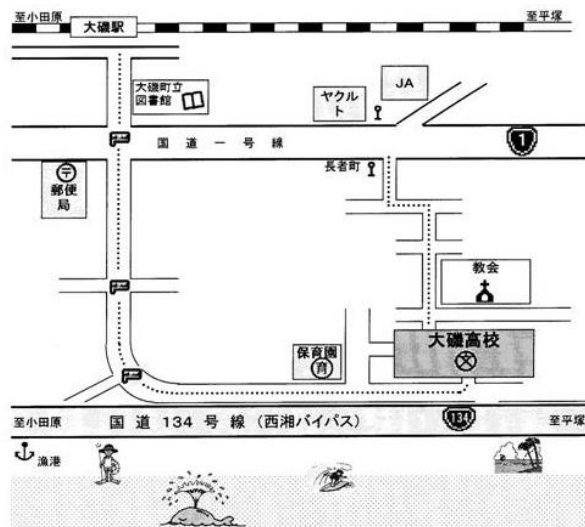 至小田原
大磯駅
至平塚
大磯町立
図書館
ヤクル
ト
JA
国道一号線
1
〒
郵便
局
長者町
教会
大磯高校
文
保育園
育
至小田原
国道 134 号線 (西湘バイパス)
134
至平塚
漁港